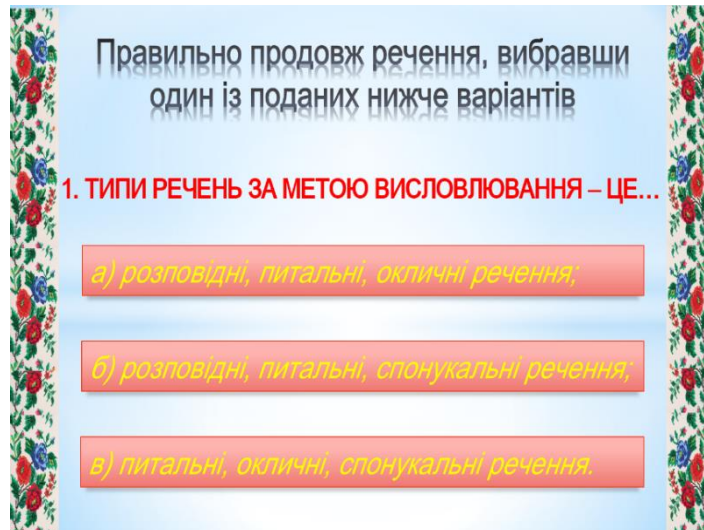 Правильно продовж речення, вибравши
один із поданих нижче варіантів
1. ТИПИ РЕЧЕНЬ ЗА МЕТОЮ ВИСЛОВЛЮВАННЯ – ЦЕ...
а) розповідні, питальні, окличні речення;
б) розповідні, питальні, спонукальні речення;
в) питальні, окличні, спонукальні речення.